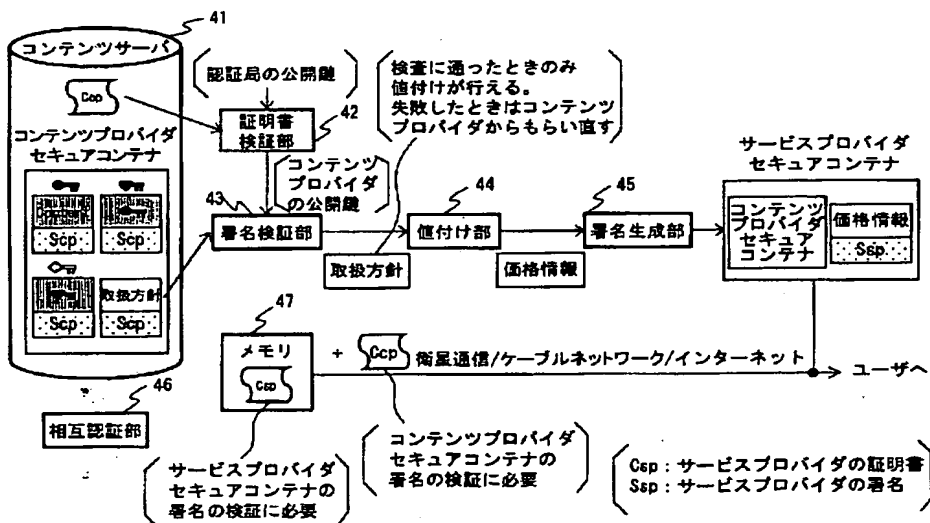 41
コンテンツサーバ
Ccp
コンテンツプロバイダ
セキュアコンテナ
Scp
Scp
取扱方針
Scp
Scp
認証局の公開鍵
証明書
検証部
42
コンテンツ
プロバイダ
の公開鍵
検査に通ったときのみ
値付けが行える。
失敗したときはコンテンツ
プロバイダからもらい直す
43
署名検証部
44
値付け部
取扱方針
45
署名生成部
価格情報
サービスプロバイダ
セキュアコンテナ
コンテンツ
プロバイダ
セキュア
コンテナ
価格情報
Ssp
46
相互認証部
47
メモリ
Csp
+
Ccp
衛星通信/ケーブルネットワーク/インターネット
ユーザへ
サービスプロバイダ
セキュアコンテナの
署名の検証に必要
コンテンツプロバイダ
セキュアコンテナの
署名の検証に必要
Csp:サービスプロバイダの証明書
Ssp:サービスプロバイダの署名